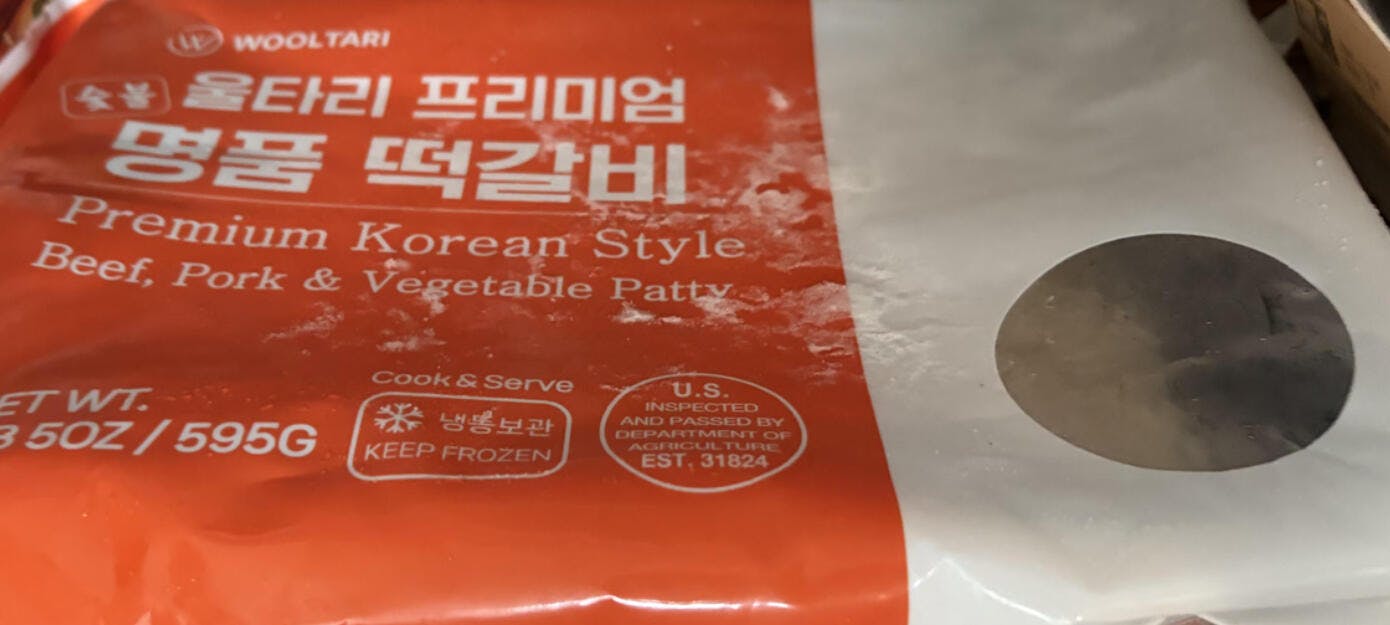 WOOLTARI
숯불 울타리 프리미엄
명품 떡갈비
Premium Korean Style
Beef, Pork & Vegetable Patty
ET WT.
3 5OZ / 595G
Cook & Serve
냉동보관
KEEP FROZEN
U.S.
INSPECTED
AND PASSED BY
DEPARTMENT OF
AGRICULTURE
EST. 31824